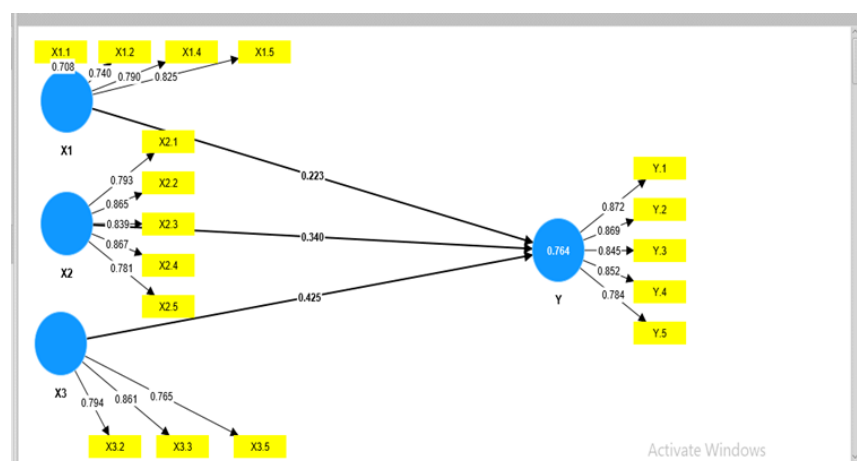 X1.1 X1.2 X1.4 X1.5
0.708 0.740 0.790 0.825
X1
0.223
X2.1
X2.2
X2.3
X2.4
X2.5
0.793
0.865
0.839
0.867
0.781
X2
0.340
X3
0.425
0.794 0.861 0.765
X3.2 X3.3 X3.5
0.764
Y
0.872
0.869
0.845
0.852
0.784
Y.1
Y.2
Y.3
Y.4
Y.5
Activate Windows